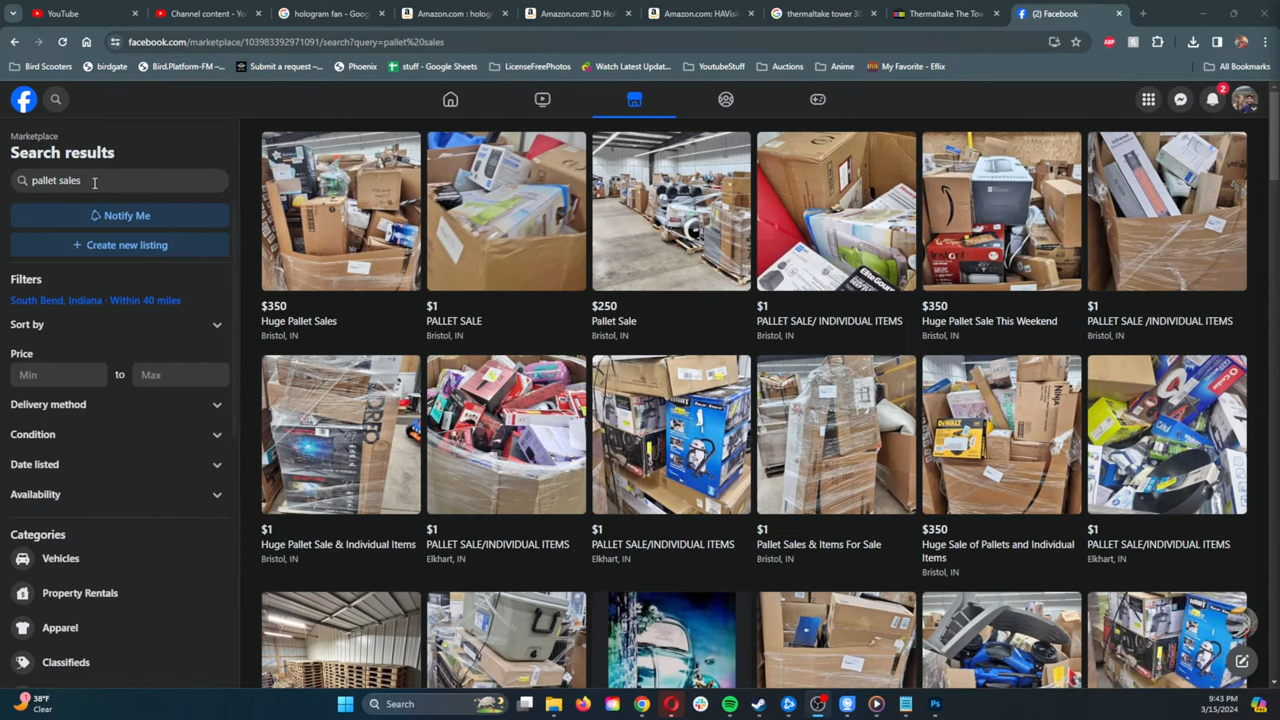 YouTube
Channel content - Yo
hologram fan - Goog
Amazon.com : holog
Amazon.com: 3D Ho
Amazon.com: HAVis
thermaltake tower 30
Thermaltake The Tow
(2) Facebook
facebook.com/marketplace/103983392971091/search?query=pallet%20sales
ABP
Bird Scooters
birdgate
Bird.Platform-FM –...
Submit a request –...
Phoenix
stuff - Google Sheets
LicenseFreePhotos
Watch Latest Updat...
YoutubeStuff
Auctions
Anime
My Favorite - Eflix
All Bookmarks
2
Marketplace
Search results
pallet sales
Notify Me
+ Create new listing
Filters
South Bend, Indiana · Within 40 miles
Sort by
Price
Min to Max
Delivery method
Condition
Date listed
Availability
Categories
Vehicles
Property Rentals
Apparel
Classifieds
$350
Huge Pallet Sales
Bristol, IN
$1
PALLET SALE
Bristol, IN
$250
Pallet Sale
Bristol, IN
EliteGourmet
$1
PALLET SALE/ INDIVIDUAL ITEMS
Bristol, IN
$350
Huge Pallet Sale This Weekend
Bristol, IN
$1
PALLET SALE /INDIVIDUAL ITEMS
Bristol, IN
$1
Huge Pallet Sale & Individual Items
Bristol, IN
$1
PALLET SALE/INDIVIDUAL ITEMS
Elkhart, IN
$1
PALLET SALE/INDIVIDUAL ITEMS
Elkhart, IN
$1
Pallet Sales & Items For Sale
Bristol, IN
DEWALT
NINJA
$350
Huge Sale of Pallets and Individual
Items
Bristol, IN
$1
PALLET SALE/INDIVIDUAL ITEMS
Elkhart, IN
38°F
Clear
Search
9:43 PM
3/15/2024